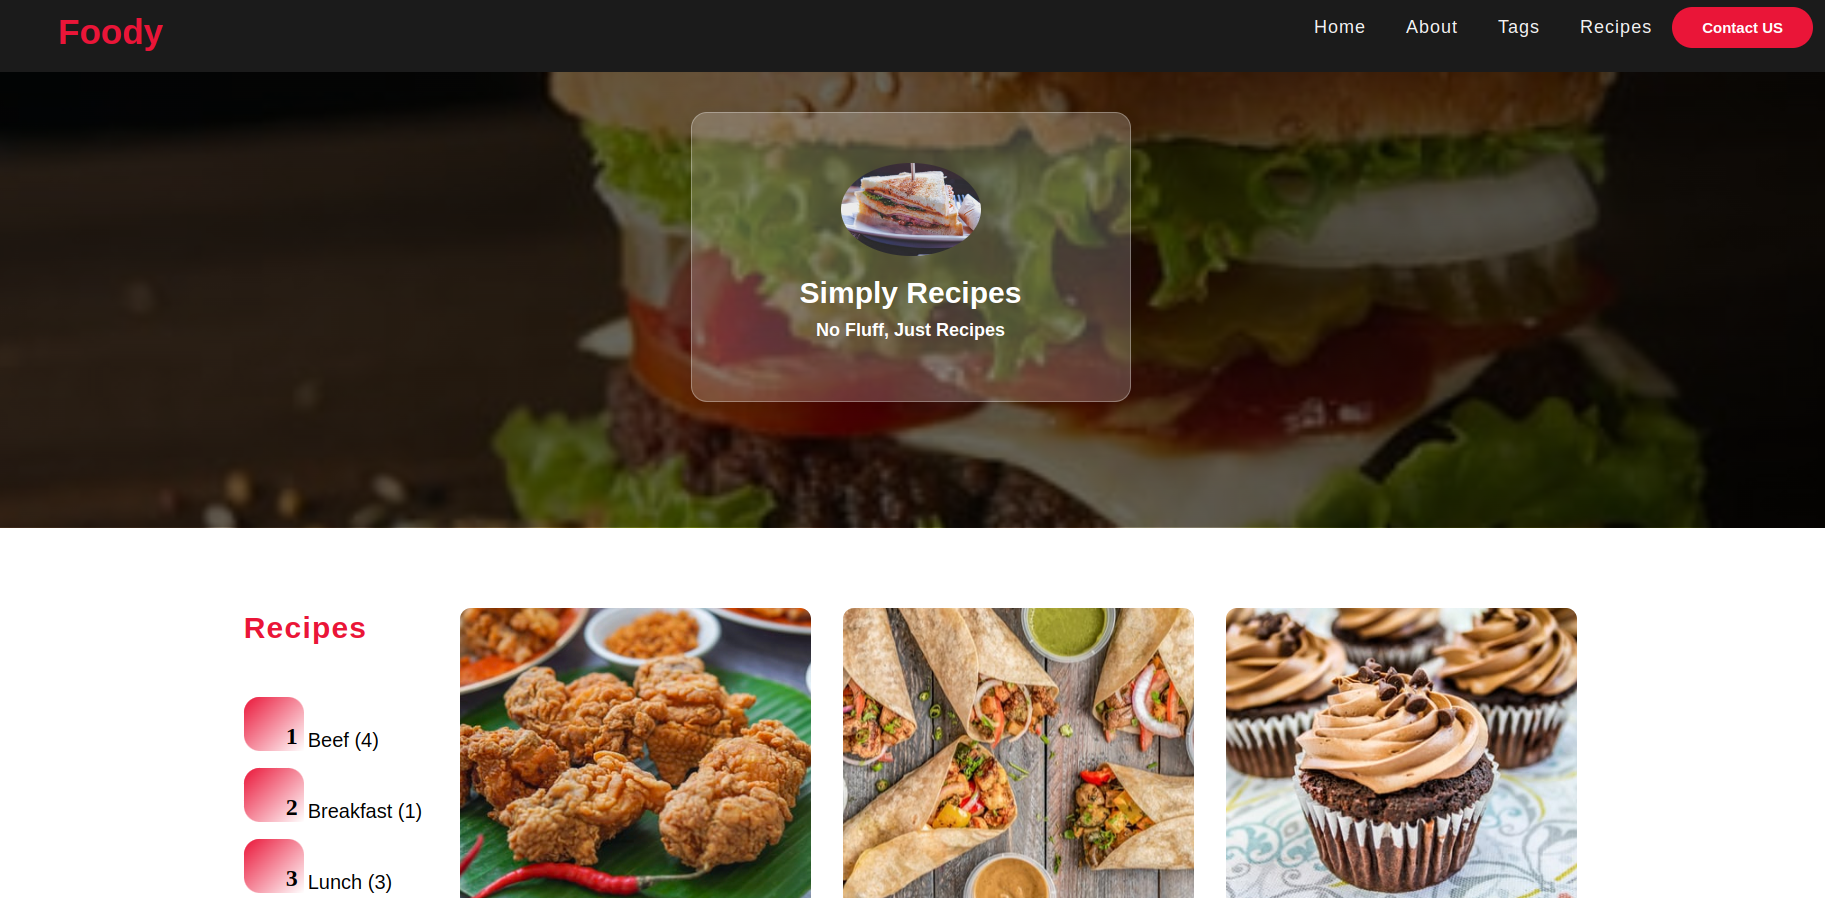 Foody
Home About Tags Recipes Contact US
Simply Recipes
No Fluff, Just Recipes
Recipes
1 Beef (4)
2 Breakfast (1)
3 Lunch (3)